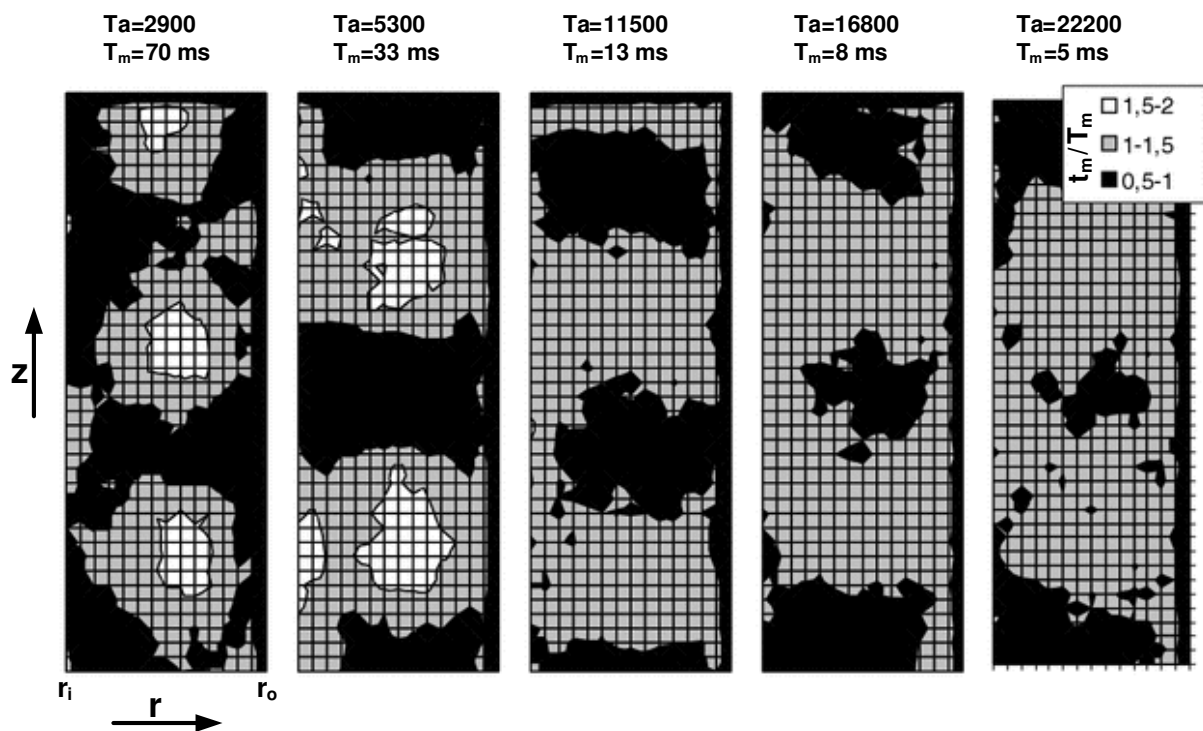 Ta=2900
Tm=70 ms
Ta=5300
Tm=33 ms
Ta=11500
Tm=13 ms
Ta=16800
Tm=8 ms
Ta=22200
Tm=5 ms
tm/Tm
1,5-2
1-1,5
0,5-1
z
ri
ro
r